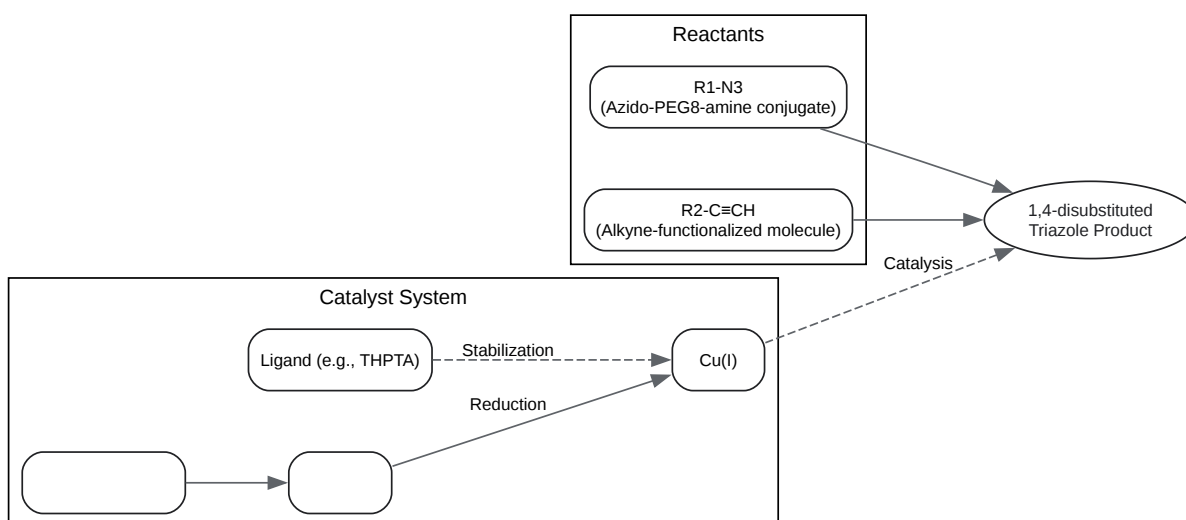 Reactants
R1-N3
(Azido-PEG8-amine conjugate)
R2-C≡CH
(Alkyne-functionalized molecule)
1,4-disubstituted
Triazole Product
Catalysis
Catalyst System
Ligand (e.g., THPTA)
Stabilization
Cu(I)
Reduction